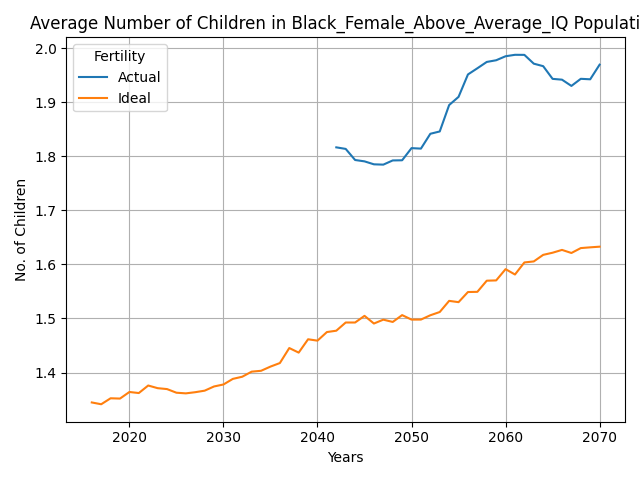 Average Number of Children in Black_Female_Above_Average_IQ Populati
Fertility
Actual
Ideal
No. of Children
2.0
1.9
1.8
1.7
1.6
1.5
1.4
2020 2030 2040 2050 2060 2070
Years